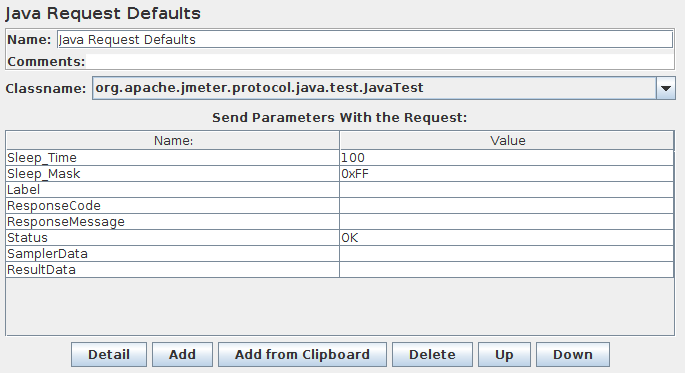 Java Request Defaults
Name: Java Request Defaults
Comments:
Classname: org.apache.jmeter.protocol.java.test.JavaTest
Send Parameters With the Request:
Name: Value
Sleep_Time 100
Sleep_Mask 0xFF
Label
ResponseCode
ResponseMessage
Status OK
SamplerData
ResultData
Detail Add Add from Clipboard Delete Up Down